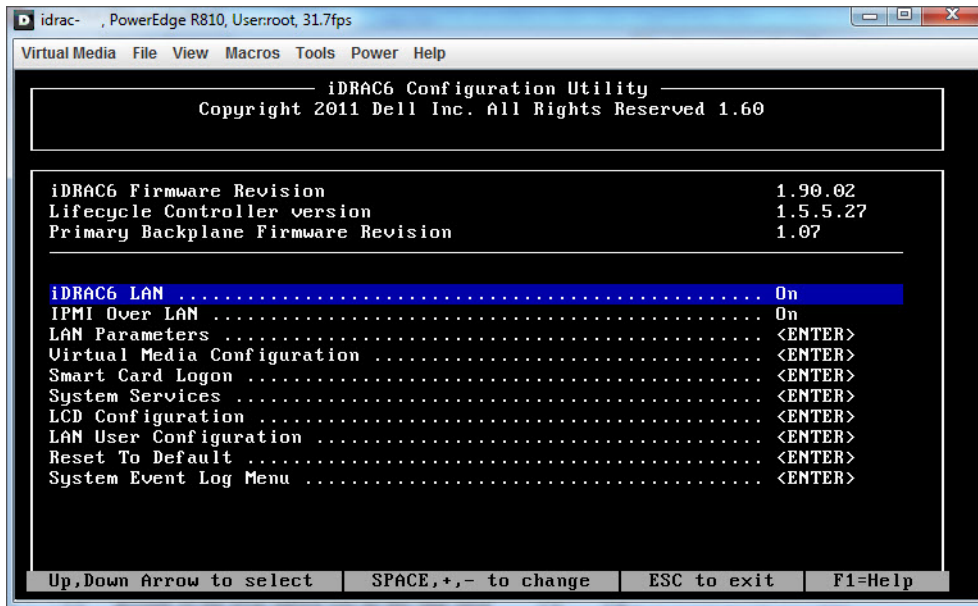 idrac- , PowerEdge R810, User:root, 31.7fps
Virtual Media File View Macros Tools Power Help
iDRAC6 Configuration Utility
Copyright 2011 Dell Inc. All Rights Reserved 1.60
iDRAC6 Firmware Revision 1.90.02
Lifecycle Controller version 1.5.5.27
Primary Backplane Firmware Revision 1.07
iDRAC6 LAN .................................................... On
IPMI Over LAN ................................................. On
LAN Parameters ................................................ <ENTER>
Virtual Media Configuration ................................... <ENTER>
Smart Card Logon .............................................. <ENTER>
System Services ............................................... <ENTER>
LCD Configuration ............................................. <ENTER>
LAN User Configuration ........................................ <ENTER>
Reset To Default .............................................. <ENTER>
System Event Log Menu ......................................... <ENTER>
Up,Down Arrow to select SPACE,+,- to change ESC to exit F1=Help